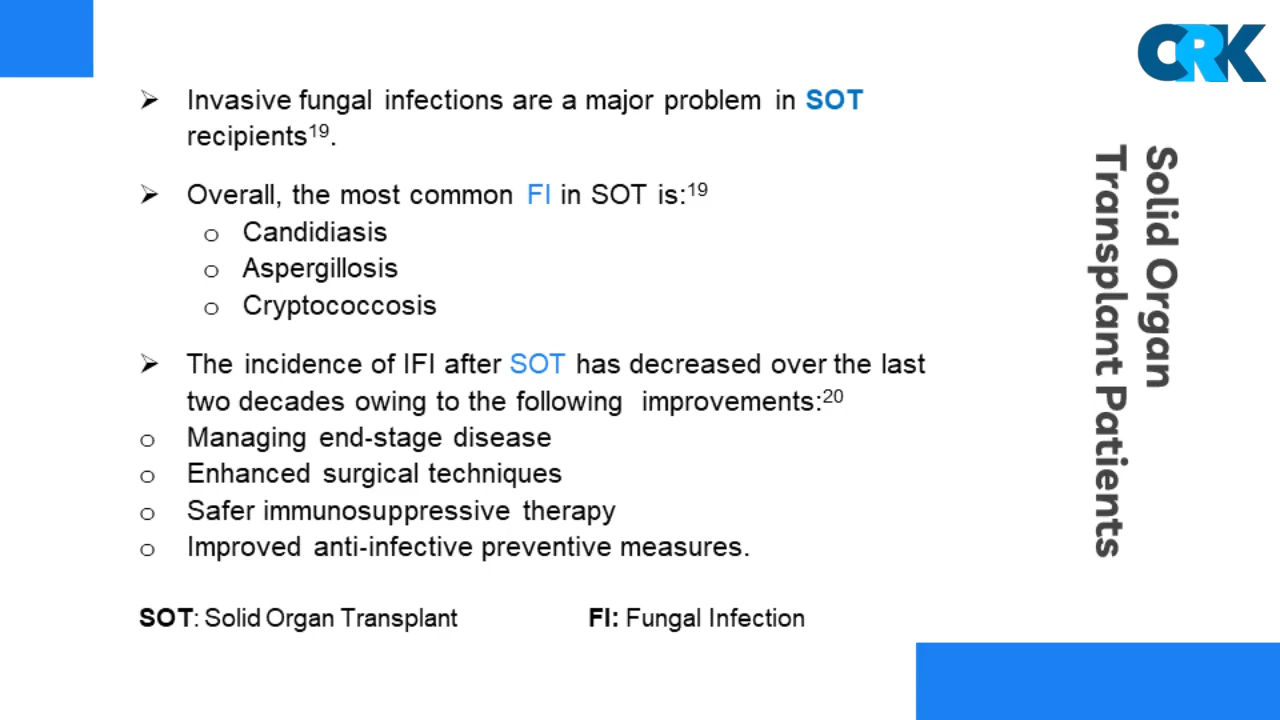 CRK
Solid Organ
Transplant Patients
➢ Invasive fungal infections are a major problem in SOT
recipients¹⁹.
➢ Overall, the most common FI in SOT is:¹⁹
o Candidiasis
o Aspergillosis
o Cryptococcosis
➢ The incidence of IFI after SOT has decreased over the last
two decades owing to the following improvements:²⁰
o Managing end-stage disease
o Enhanced surgical techniques
o Safer immunosuppressive therapy
o Improved anti-infective preventive measures.
SOT: Solid Organ Transplant FI: Fungal Infection